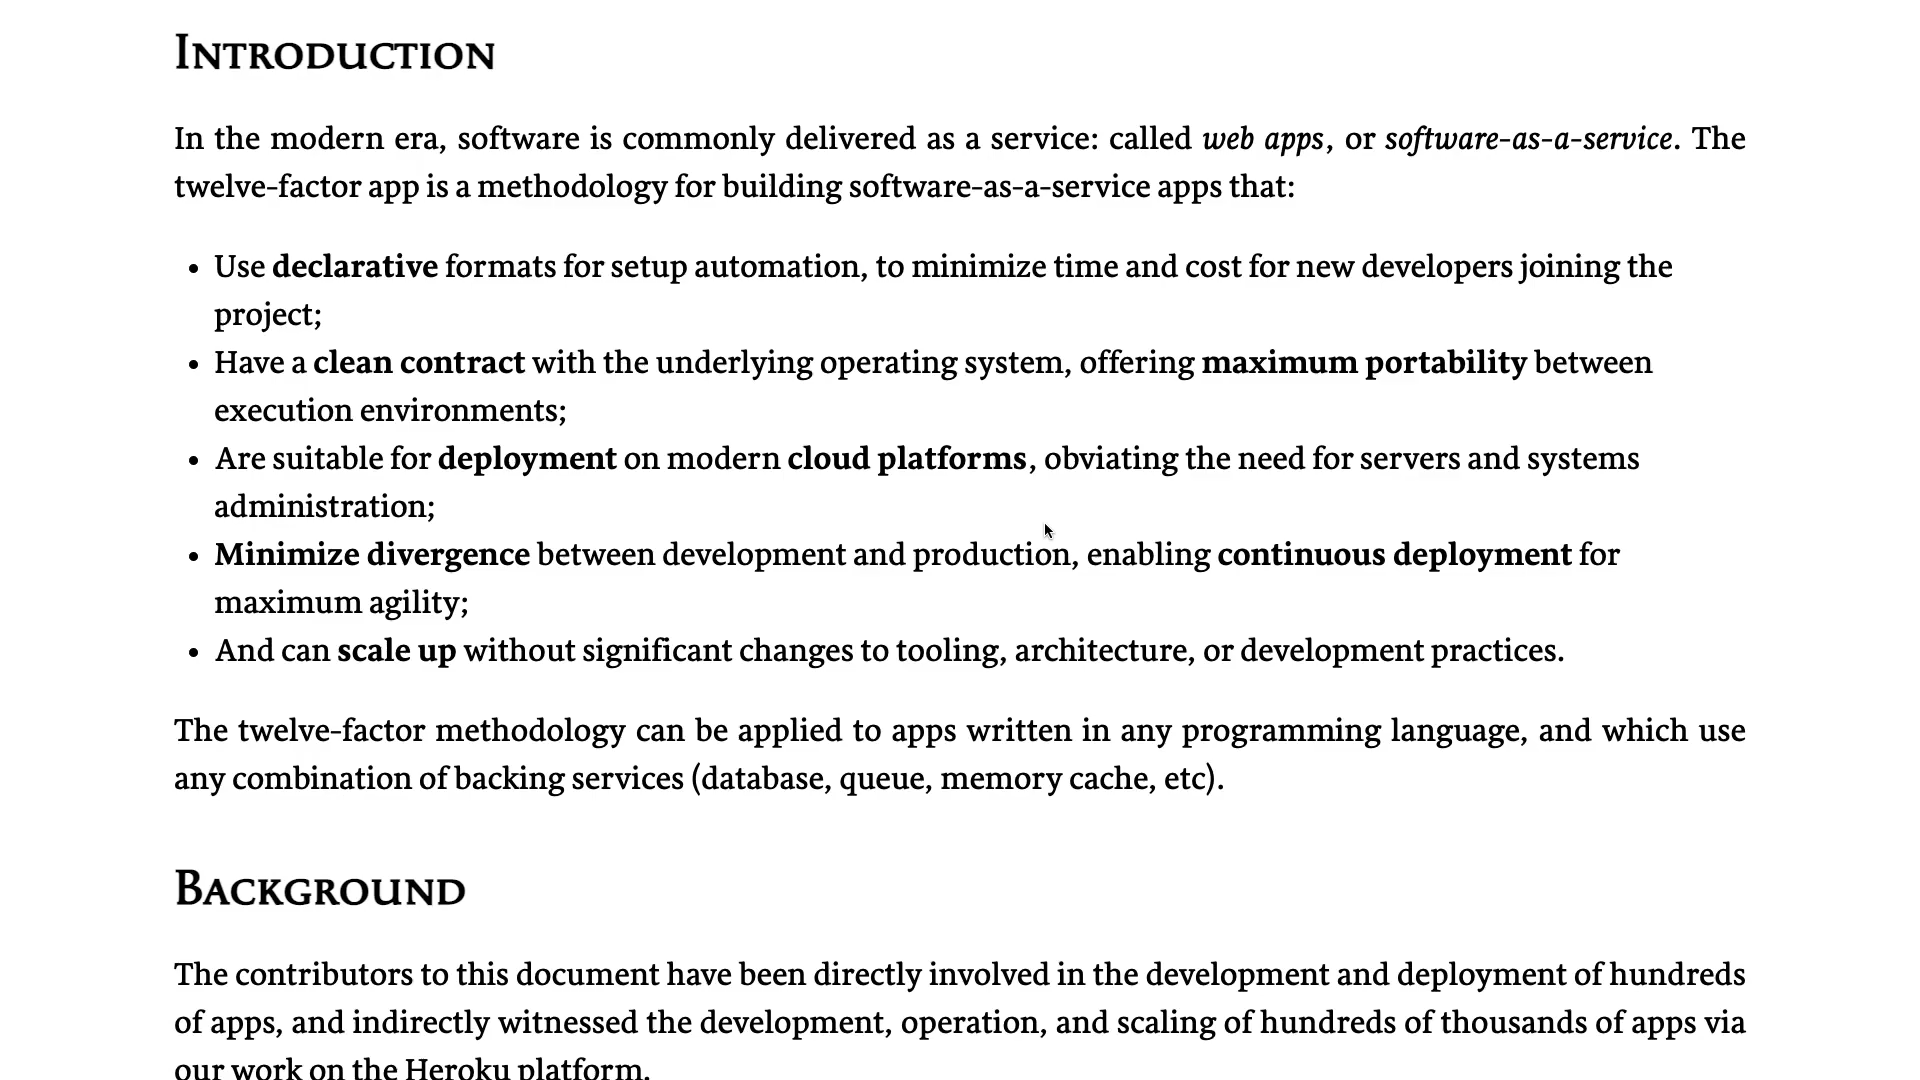 Introduction
In the modern era, software is commonly delivered as a service: called web apps, or software-as-a-service. The
twelve-factor app is a methodology for building software-as-a-service apps that:
• Use declarative formats for setup automation, to minimize time and cost for new developers joining the
project;
• Have a clean contract with the underlying operating system, offering maximum portability between
execution environments;
• Are suitable for deployment on modern cloud platforms, obviating the need for servers and systems
administration;
• Minimize divergence between development and production, enabling continuous deployment for
maximum agility;
• And can scale up without significant changes to tooling, architecture, or development practices.
The twelve-factor methodology can be applied to apps written in any programming language, and which use
any combination of backing services (database, queue, memory cache, etc).
Background
The contributors to this document have been directly involved in the development and deployment of hundreds
of apps, and indirectly witnessed the development, operation, and scaling of hundreds of thousands of apps via
our work on the Heroku platform.